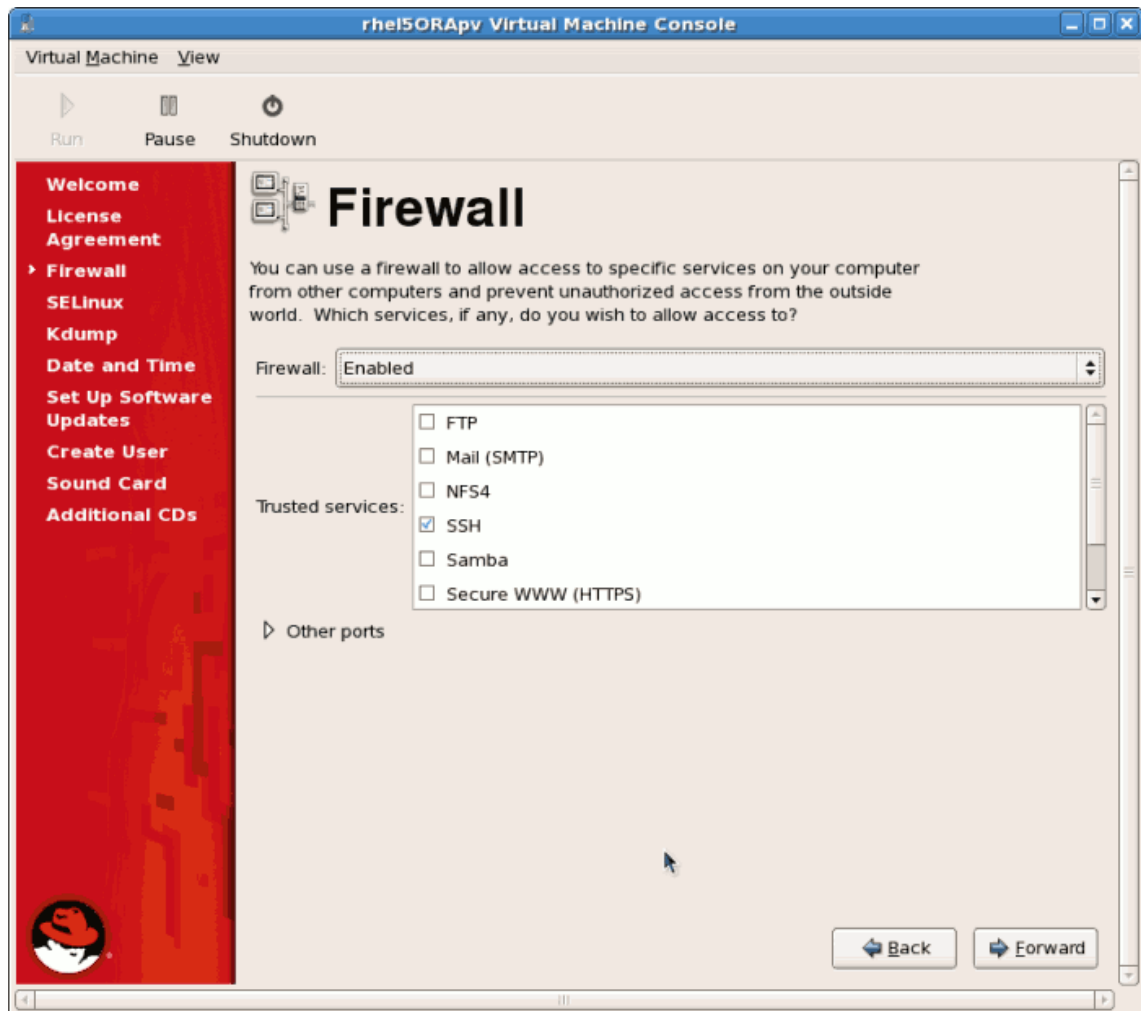 rhel5ORApv Virtual Machine Console
Virtual Machine View
Run Pause Shutdown
Welcome
License
Agreement
Firewall
SELinux
Kdump
Date and Time
Set Up Software
Updates
Create User
Sound Card
Additional CDs
Firewall
You can use a firewall to allow access to specific services on your computer
from other computers and prevent unauthorized access from the outside
world. Which services, if any, do you wish to allow access to?
Firewall: Enabled
Trusted services:
FTP
Mail (SMTP)
NFS4
SSH
Samba
Secure WWW (HTTPS)
Other ports
Back Forward